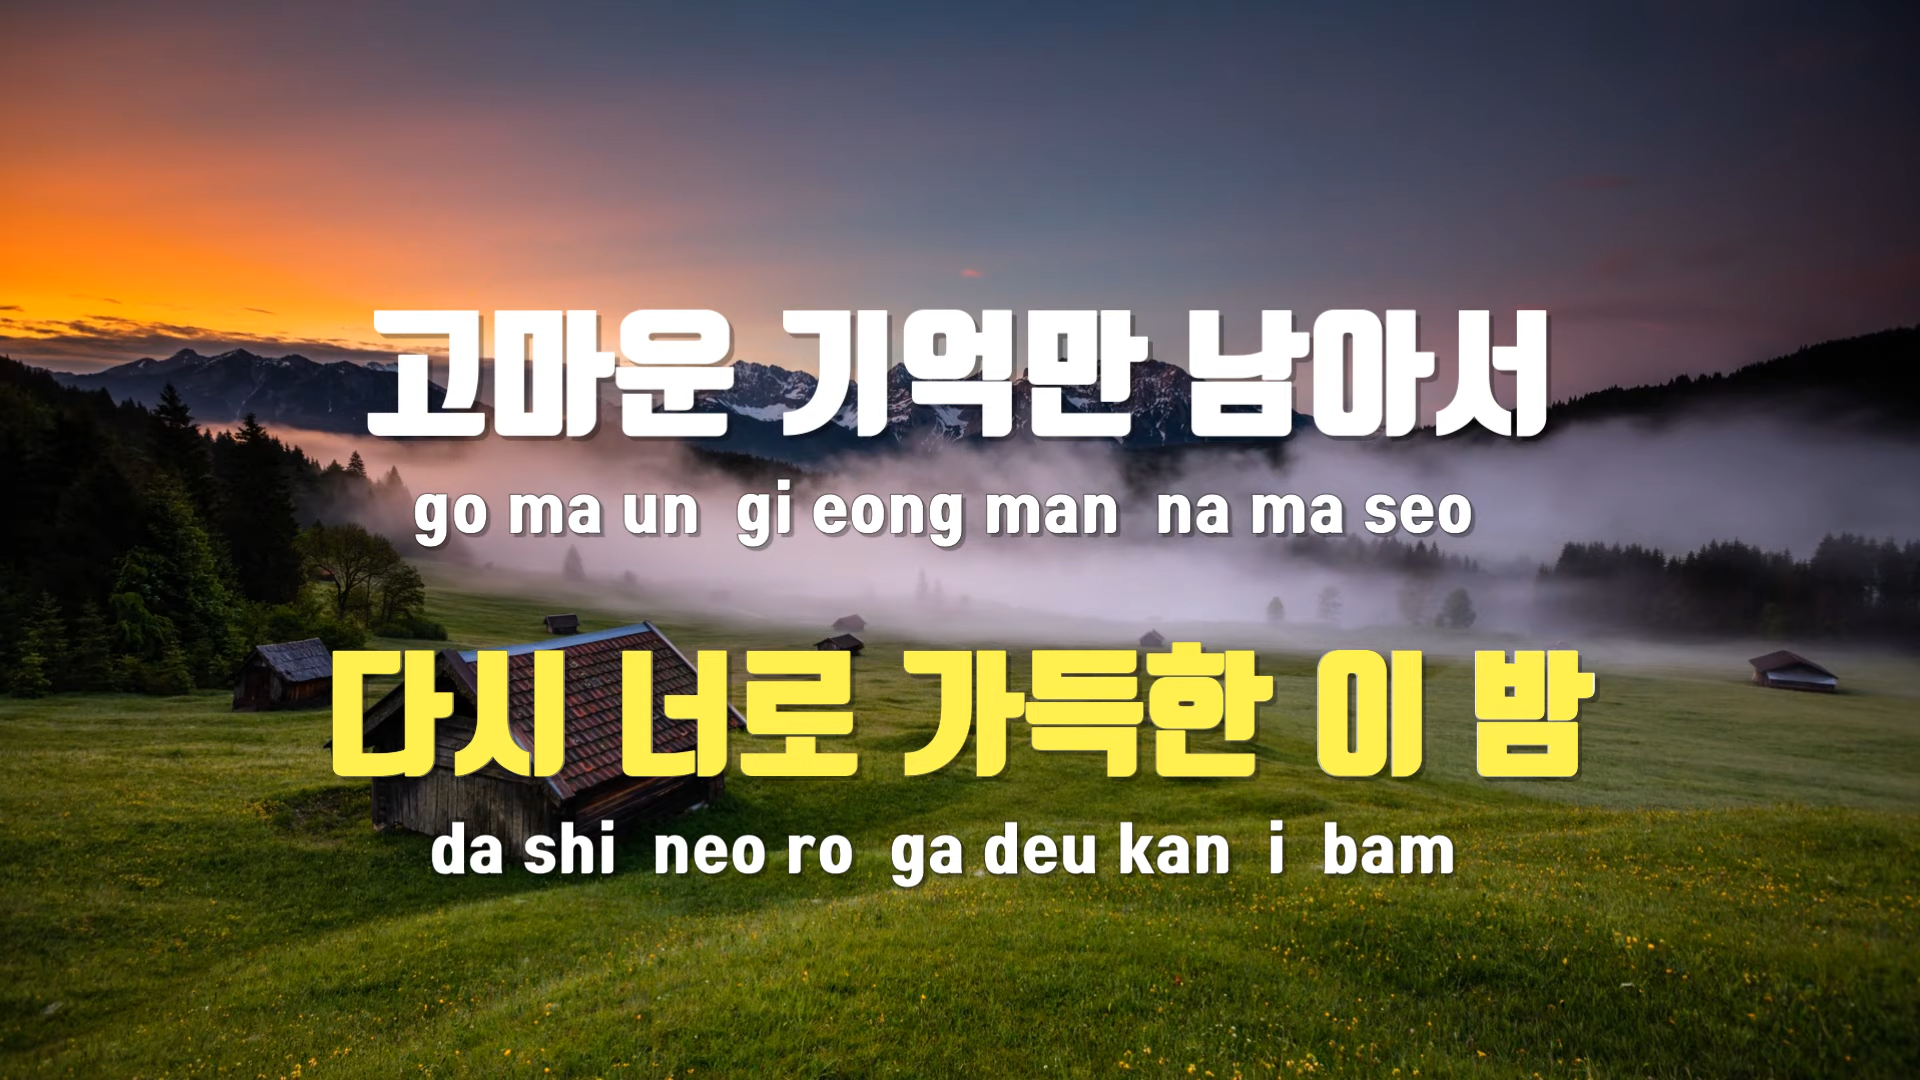 고마운 기억만 남아서
go ma un gi eong man na ma seo
다시 너로 가득한 이 밤
da shi neo ro ga deu kan i bam